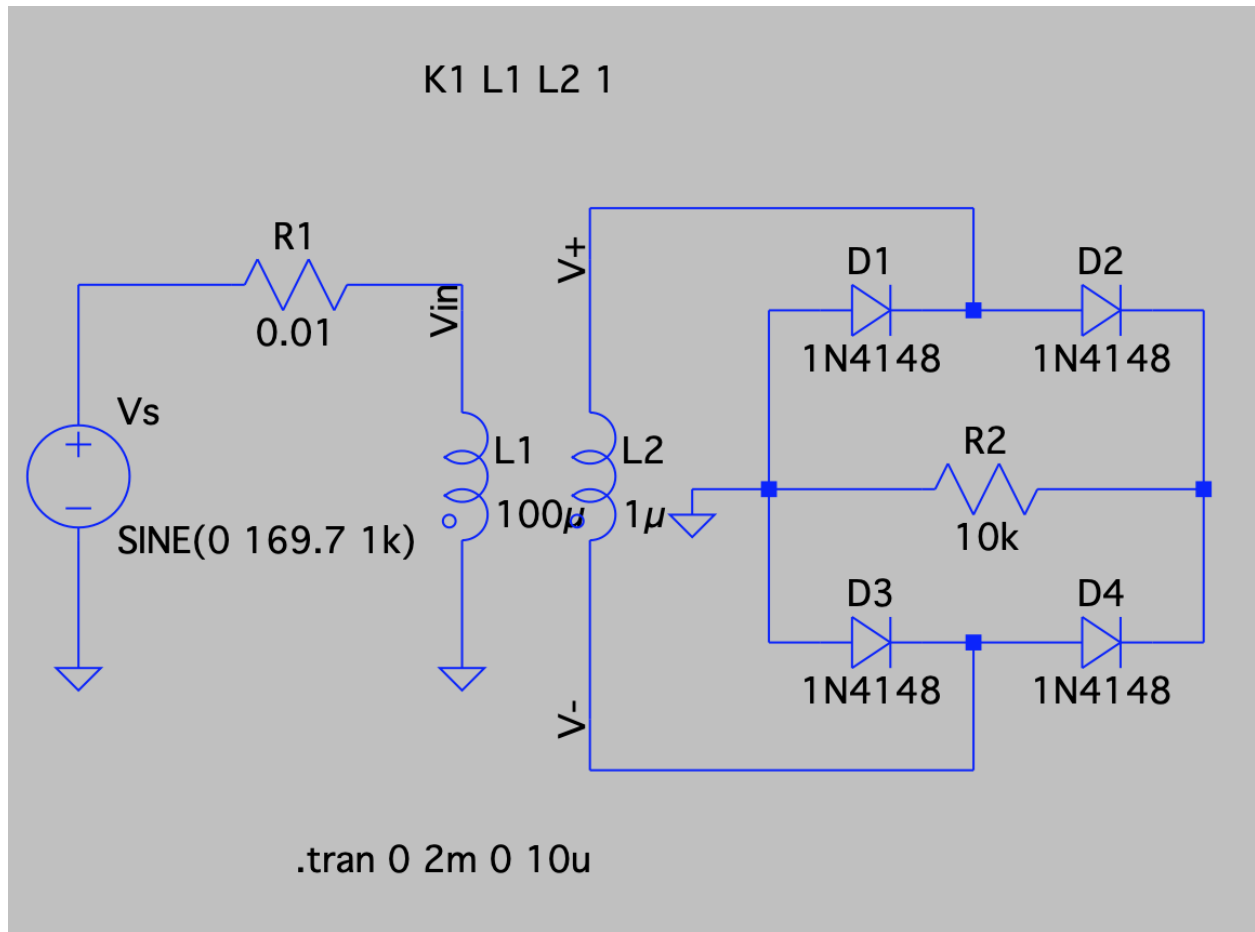 K1 L1 L2 1
R1
0.01
Vin
V+
D1
1N4148
D2
1N4148
Vs
SINE(0 169.7 1k)
L1
100µ
L2
1µ
R2
10k
D3
1N4148
D4
1N4148
V-
.tran 0 2m 0 10u